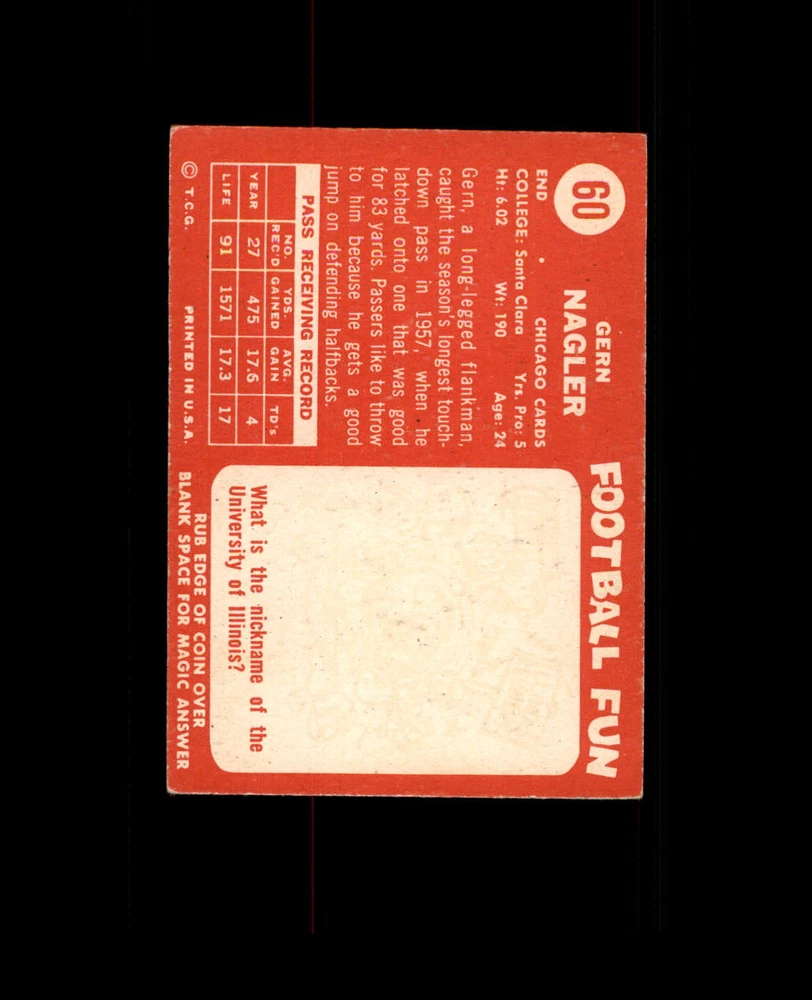 60
GERN
NAGLER
END CHICAGO CARDS
COLLEGE: Santa Clara Yrs. Pro: 5
Ht: 6.02 Wt: 190 Age: 24
Gern, a long-legged flankman,
caught the season's longest touch-
down pass in 1957, when he
latched onto one that was good
for 83 yards. Passers like to throw
to him because he gets a good
jump on defending halfbacks.
PASS RECEIVING RECORD
NO. REC'D YDS. GAINED AVG. GAIN TD's
YEAR 27 475 17.6 4
LIFE 91 1571 17.3 17
© T.C.G. PRINTED IN U.S.A.
FOOTBALL FUN
What is the nickname of the
University of Illinois?
RUB EDGE OF COIN OVER
BLANK SPACE FOR MAGIC ANSWER